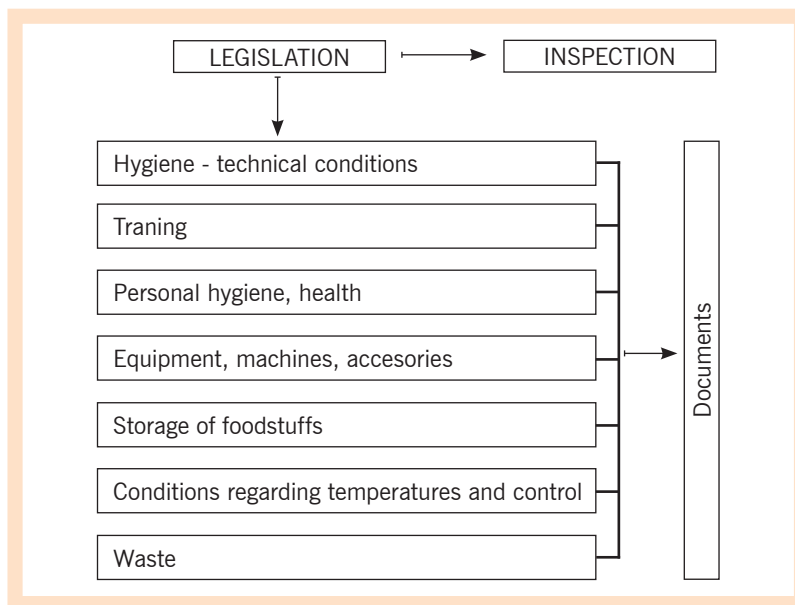 LEGISLATION
INSPECTION
Hygiene - technical conditions
Traning
Personal hygiene, health
Equipment, machines, accesories
Storage of foodstuffs
Conditions regarding temperatures and control
Waste
Documents